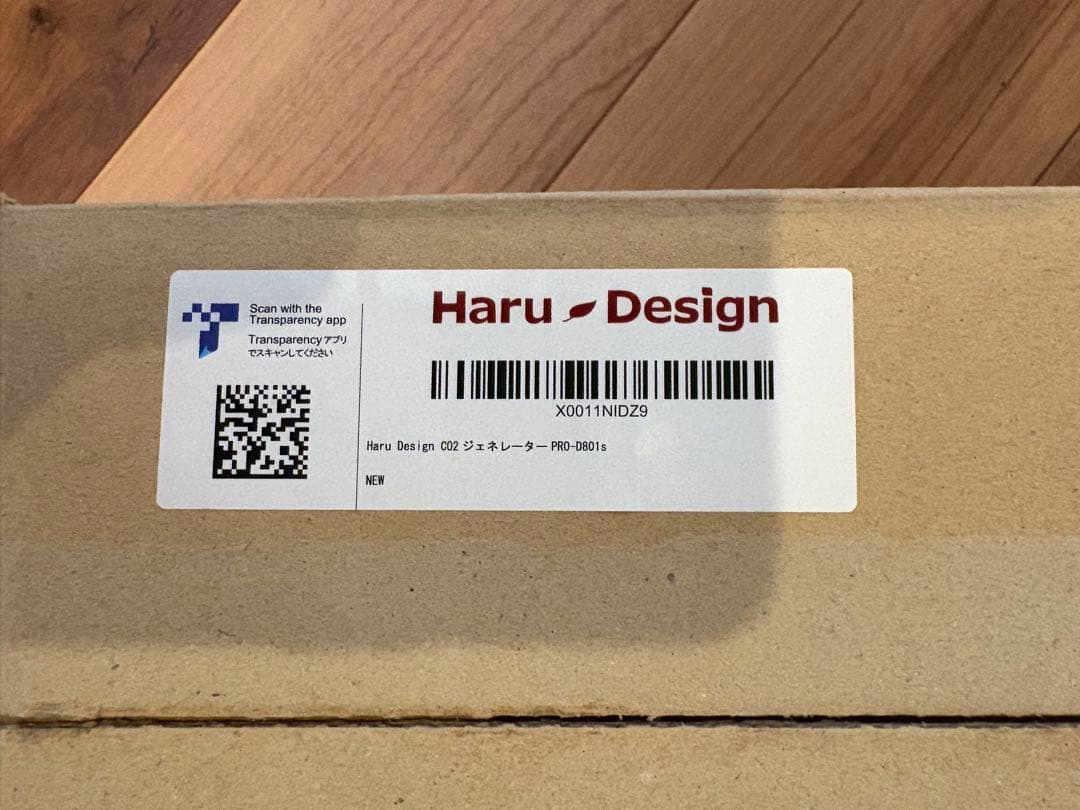 Scan with the
Transparency app
Transparencyアプリ
でスキャンしてください
Haru Design
X0011NIDZ9
Haru Design CO2 ジェネレーター PRO-D801s
NEW